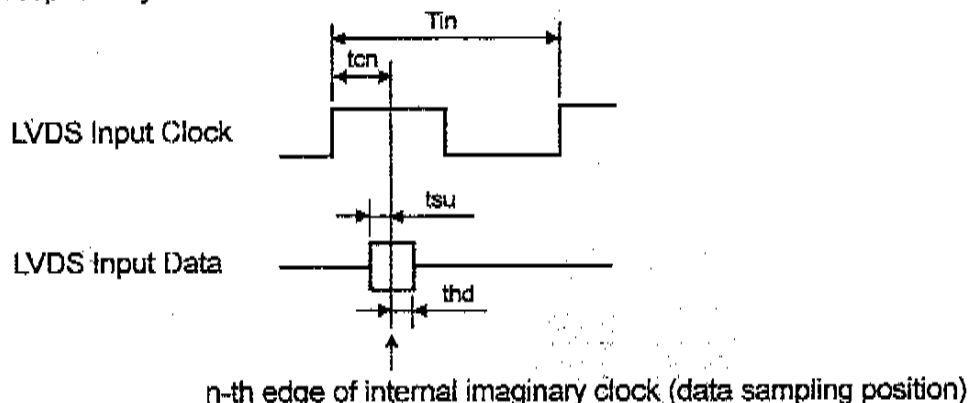 Tin
tcn
LVDS Input Clock
tsu
LVDS Input Data
thd
n-th edge of internal imaginary clock (data sampling position)